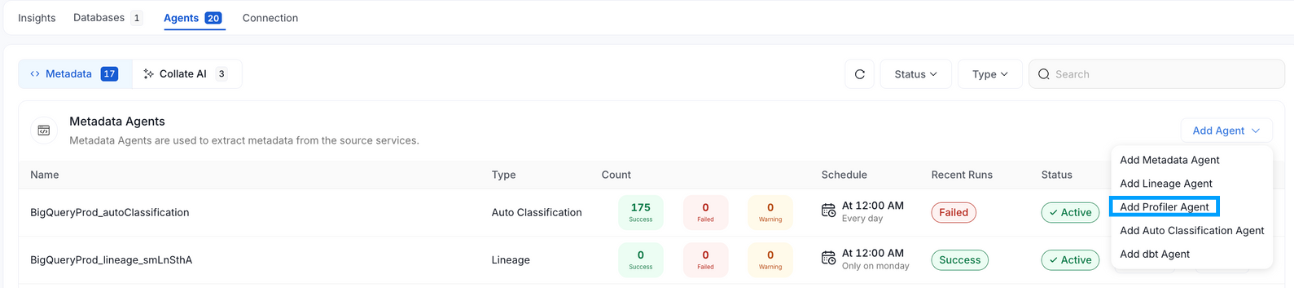 Insights Databases 1 Agents 20 Connection
Metadata 17 Collate AI 3 Status Type Search
Metadata Agents
Metadata Agents are used to extract metadata from the source services.
Add Agent
Add Metadata Agent
Add Lineage Agent
Add Profiler Agent
Add Auto Classification Agent
Add dbt Agent
Name Type Count Schedule Recent Runs Status
BigQueryProd_autoClassification Auto Classification 175 Success 0 Failed 0 Warning At 12:00 AM Every day Failed Active
BigQueryProd_lineage_smLnSthA Lineage 0 Success 0 Failed 0 Warning At 12:00 AM Only on monday Success Active